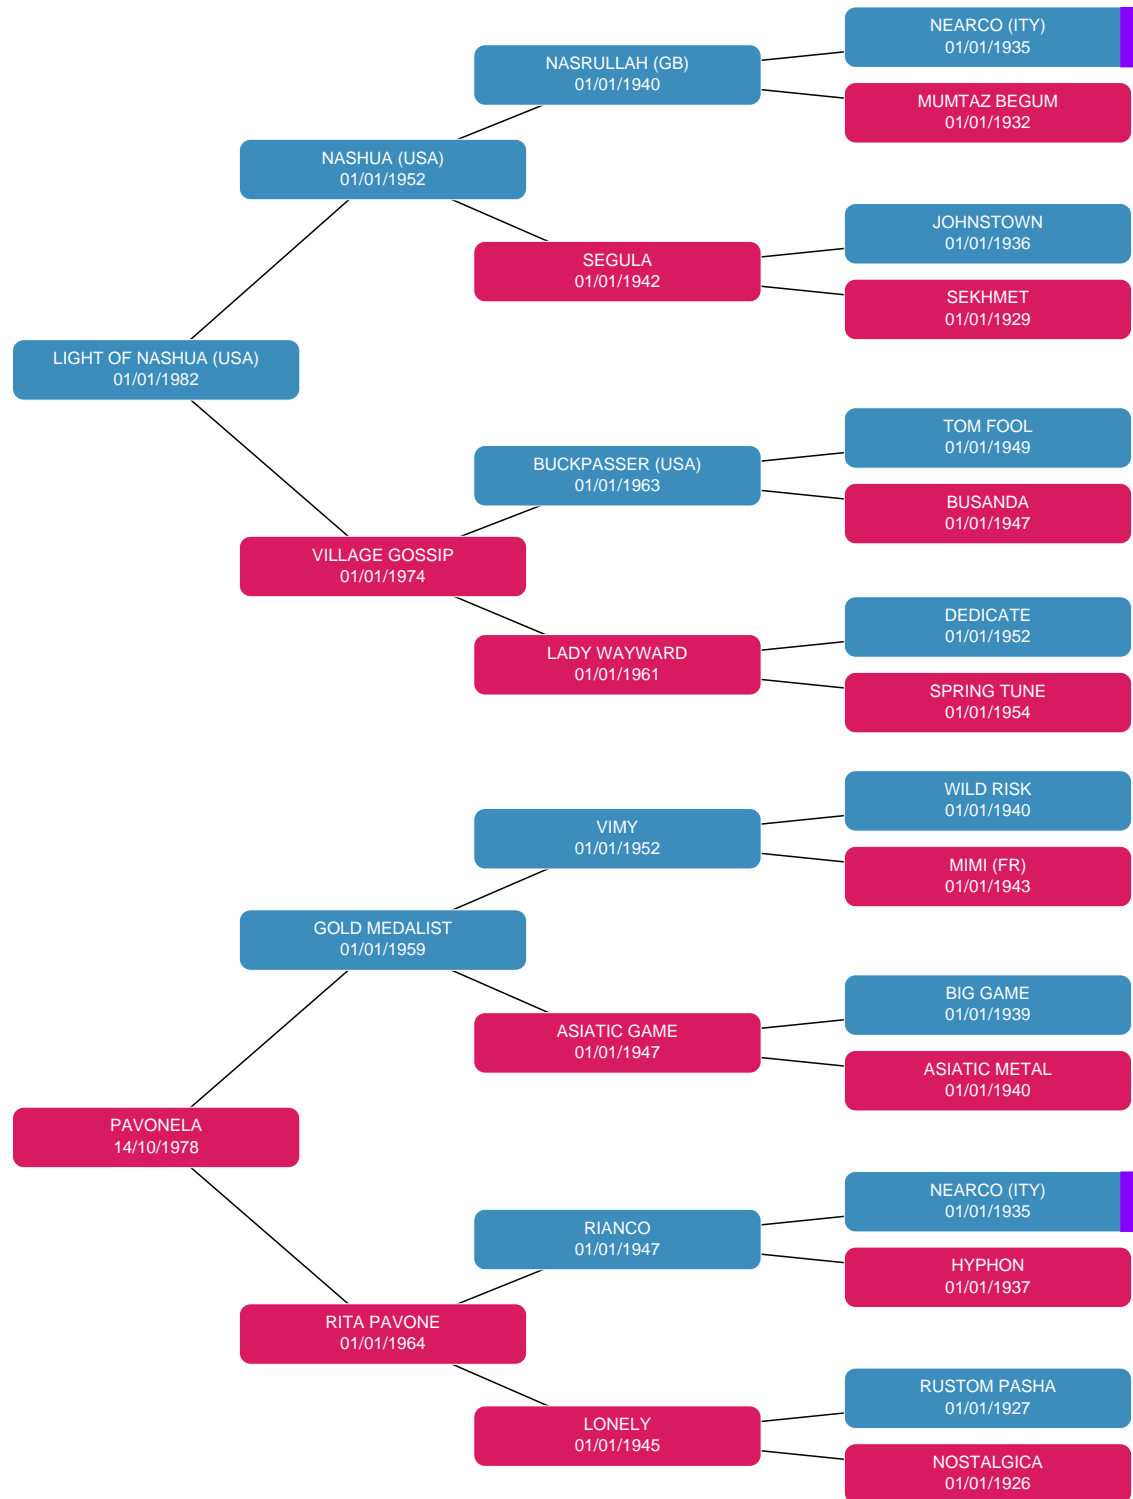 NEARCO (ITY)
01/01/1935
NASRULLAH (GB)
01/01/1940
MUMTAZ BEGUM
01/01/1932
NASHUA (USA)
01/01/1952
JOHNSTOWN
01/01/1936
SEGULA
01/01/1942
SEKHMET
01/01/1929
LIGHT OF NASHUA (USA)
01/01/1982
TOM FOOL
01/01/1949
BUCKPASSER (USA)
01/01/1963
BUSANDA
01/01/1947
VILLAGE GOSSIP
01/01/1974
DEDICATE
01/01/1952
LADY WAYWARD
01/01/1961
SPRING TUNE
01/01/1954
WILD RISK
01/01/1940
VIMY
01/01/1952
MIMI (FR)
01/01/1943
GOLD MEDALIST
01/01/1959
BIG GAME
01/01/1939
ASIATIC GAME
01/01/1947
ASIATIC METAL
01/01/1940
PAVONELA
14/10/1978
NEARCO (ITY)
01/01/1935
RIANCO
01/01/1947
HYPHON
01/01/1937
RITA PAVONE
01/01/1964
RUSTOM PASHA
01/01/1927
LONELY
01/01/1945
NOSTALGICA
01/01/1926